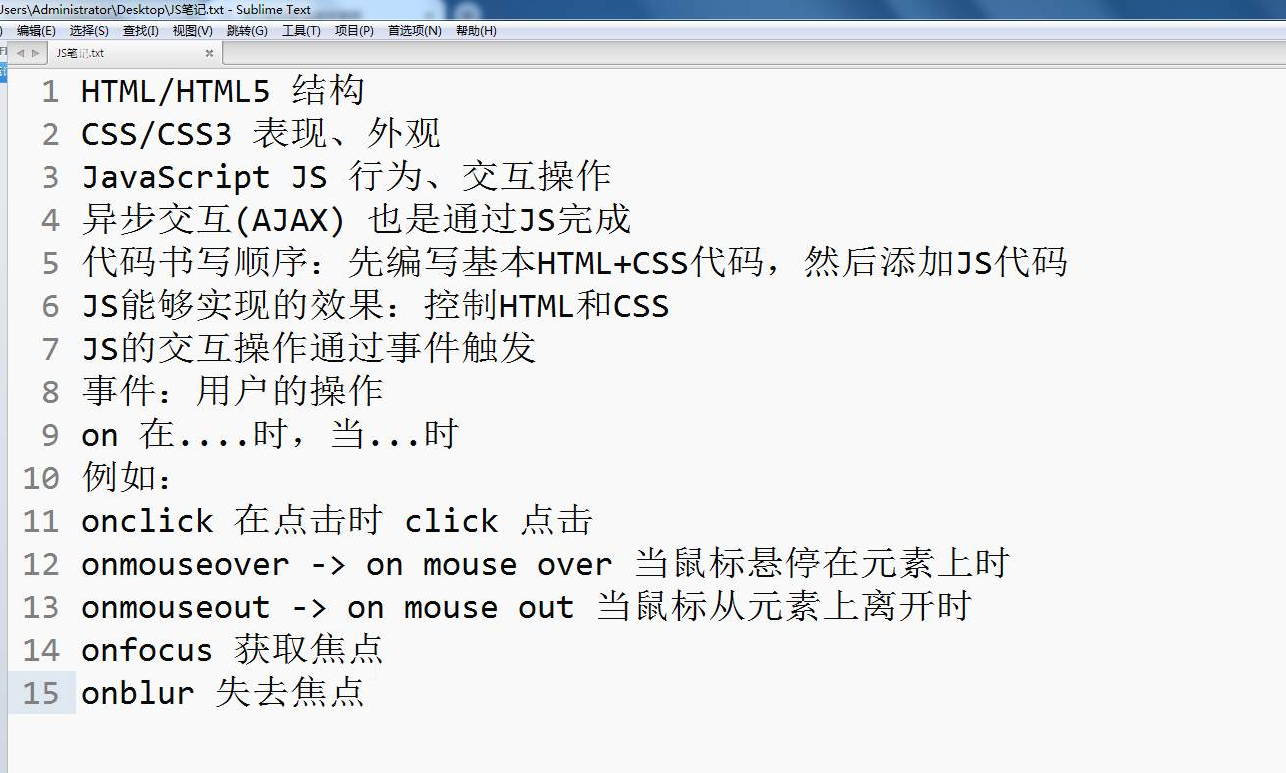 Users\Administrator\Desktop\JS笔记.txt - Sublime Text
编辑(E) 选择(S) 查找(I) 视图(V) 跳转(G) 工具(T) 项目(P) 首选项(N) 帮助(H)
JS笔记.txt
1 HTML/HTML5 结构
2 CSS/CSS3 表现、外观
3 JavaScript JS 行为、交互操作
4 异步交互(AJAX) 也是通过JS完成
5 代码书写顺序：先编写基本HTML+CSS代码，然后添加JS代码
6 JS能够实现的效果：控制HTML和CSS
7 JS的交互操作通过事件触发
8 事件：用户的操作
9 on 在....时，当...时
10 例如：
11 onclick 在点击时 click 点击
12 onmouseover -> on mouse over 当鼠标悬停在元素上时
13 onmouseout -> on mouse out 当鼠标从元素上离开时
14 onfocus 获取焦点
15 onblur 失去焦点